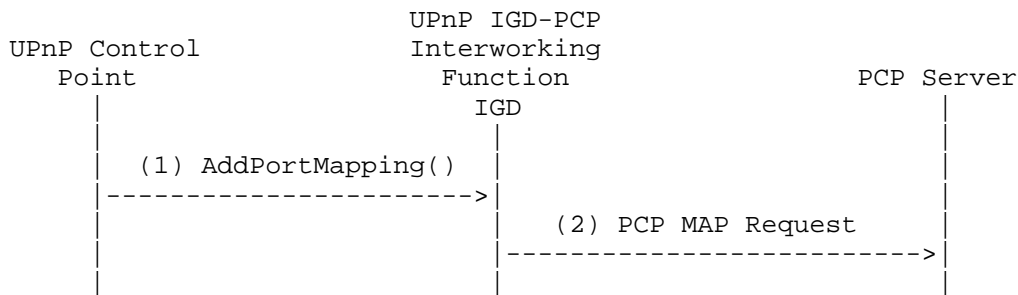 UPnP IGD-PCP
UPnP Control Interworking
Point Function PCP Server
IGD
(1) AddPortMapping()
(2) PCP MAP Request